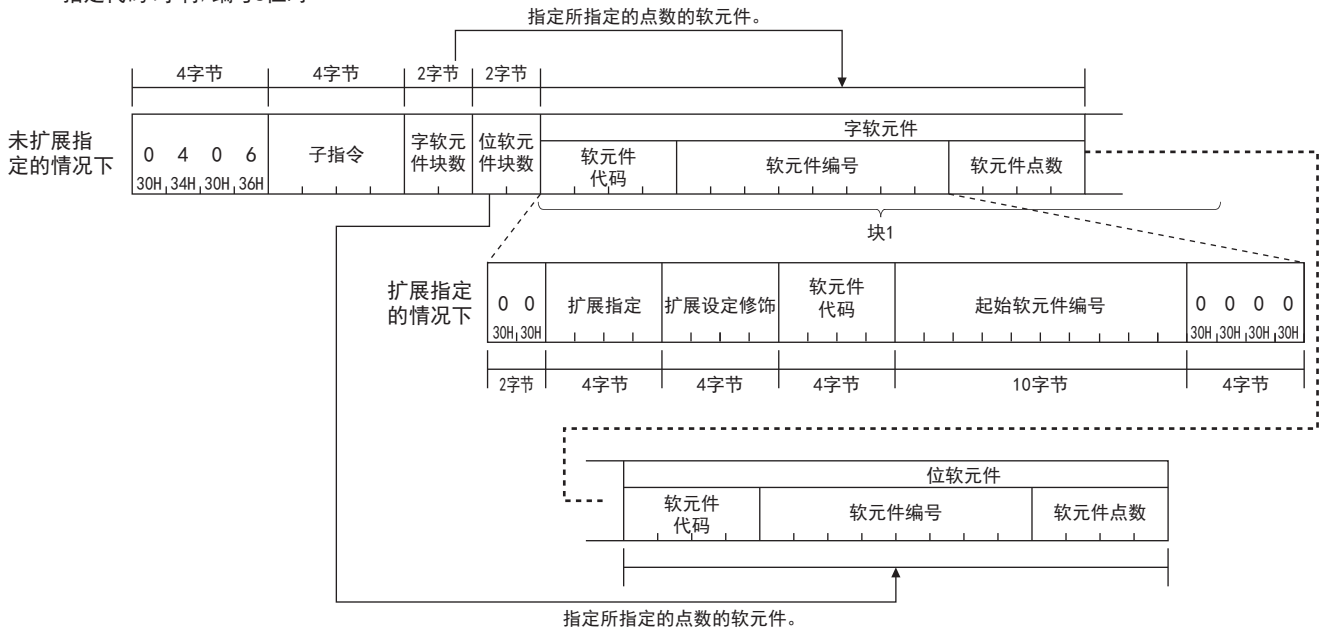 指定所指定的点数的软元件。
4字节 4字节 2字节 2字节
未扩展指
定的情况下
0 4 0 6
30H 34H 30H 36H
子指令
字软元
件块数
位软元
件块数
字软元件
软元件
代码
软元件编号
软元件点数
块1
扩展指定
的情况下
0 0
30H 30H
扩展指定
扩展设定修饰
软元件
代码
起始软元件编号
0 0 0 0
30H 30H 30H 30H
2字节 4字节 4字节 4字节 10字节 4字节
位软元件
软元件
代码
软元件编号
软元件点数
指定所指定的点数的软元件。